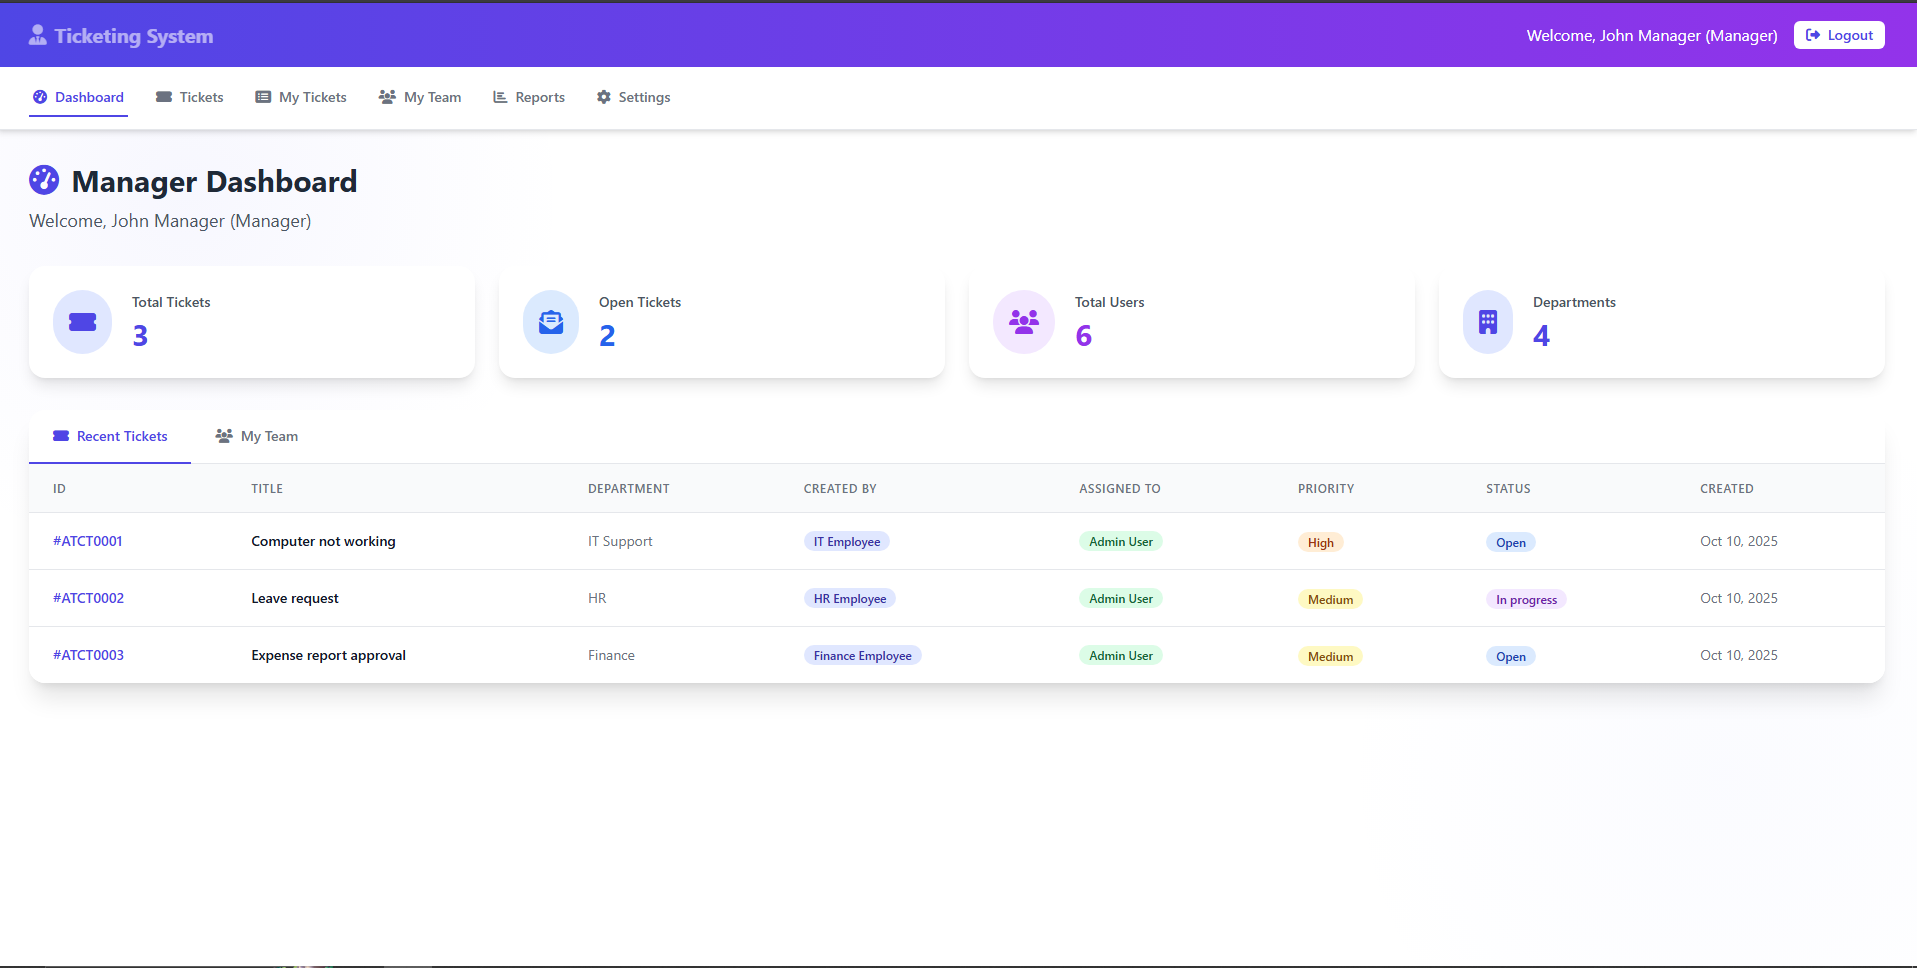 Ticketing System
Welcome, John Manager (Manager)
Logout
Dashboard
Tickets
My Tickets
My Team
Reports
Settings
Manager Dashboard
Welcome, John Manager (Manager)
Total Tickets
3
Open Tickets
2
Total Users
6
Departments
4
Recent Tickets
My Team
ID TITLE DEPARTMENT CREATED BY ASSIGNED TO PRIORITY STATUS CREATED
#ATCT0001 Computer not working IT Support IT Employee Admin User High Open Oct 10, 2025
#ATCT0002 Leave request HR HR Employee Admin User Medium In progress Oct 10, 2025
#ATCT0003 Expense report approval Finance Finance Employee Admin User Medium Open Oct 10, 2025